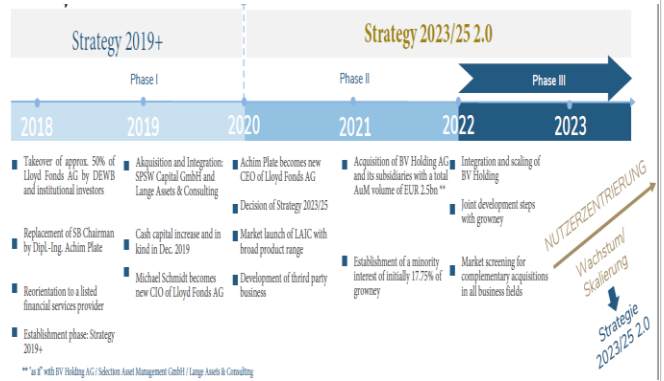 Strategy 2019+
Strategy 2023/25 2.0
Phase I
Phase II
Phase III
2018
2019
2020
2021
2022
2023
Takeover of approx. 50% of
Lloyd Fonds AG by DEWB
and institutional investors
Replacement of SB Chairman
by Dipl.-Ing. Achim Plate
Reorientation to a listed
financial services provider
Establishment phase: Strategy
2019+
Akquisition and Integration:
SPSW Capital GmbH and
Lange Assets & Consulting
Cash capital increase and in
kind in Dec. 2019
Michael Schmidt becomes
new CIO of Lloyd Fonds AG
Achim Plate becomes new
CEO of Lloyd Fonds AG
Decision of Strategy 2023/25
Market launch of LAIC with
broad product range
Development of thrird party
business
Acquisition of BV Holding AG
and its subsidiaries with a total
AuM volume of EUR 2.5bn **
Establishment of a minority
interest of initially 17.75% of
growney
Integration and scaling of
BV Holding
Joint development steps
with growney
Market screening for
complementary acquisitions
in all business fields
NUTZERZENTRIERUNG
Wachstum/
Skalierung
Strategie
2023/25 2.0
** "as if" with BV Holding AG / Selection Asset Management GmbH / Lange Assets & Consulting